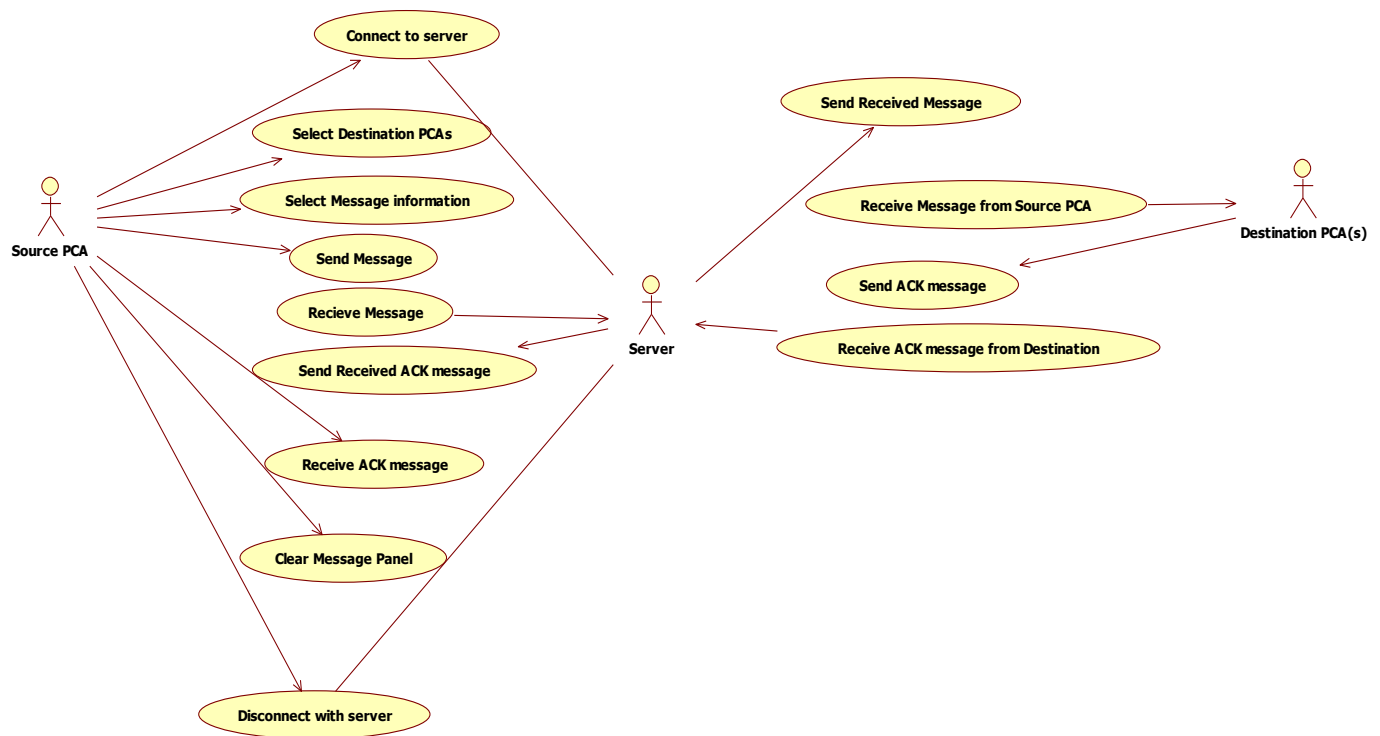 Connect to server
Send Received Message
Select Destination PCAs
Select Message information
Receive Message from Source PCA
Source PCA
Destination PCA(s)
Send Message
Send ACK message
Recieve Message
Server
Receive ACK message from Destination
Send Received ACK message
Receive ACK message
Clear Message Panel
Disconnect with server